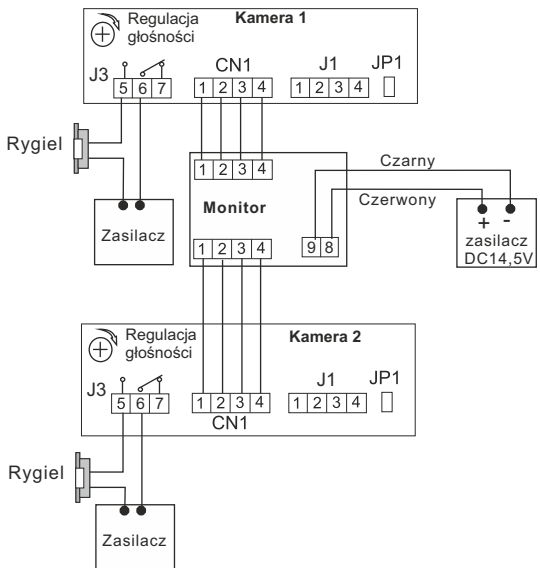 Regulacja
głośności
Kamera 1
J3
CN1
J1
JP1
5 6 7
1 2 3 4
1 2 3 4
Rygiel
Zasilacz
1 2 3 4
Monitor
1 2 3 4
9 8
Czarny
Czerwony
+ -
zasilacz
DC14,5V
Regulacja
głośności
Kamera 2
J3
J1
JP1
5 6 7
1 2 3 4
1 2 3 4
CN1
Rygiel
Zasilacz